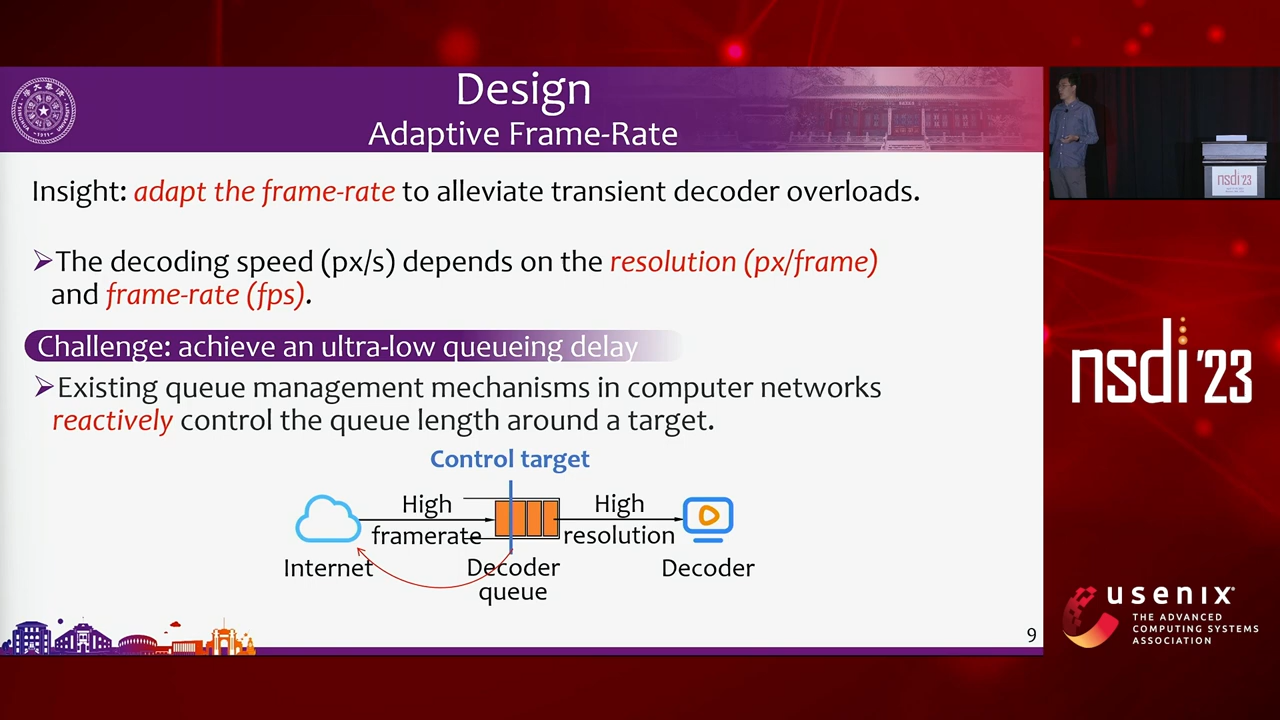 Design
Adaptive Frame-Rate
Insight: adapt the frame-rate to alleviate transient decoder overloads.
➢The decoding speed (px/s) depends on the resolution (px/frame)
and frame-rate (fps).
Challenge: achieve an ultra-low queueing delay
➢Existing queue management mechanisms in computer networks
reactively control the queue length around a target.
Control target
High
framerate
High
resolution
Internet
Decoder
queue
Decoder
9
nsdi '23
nsdi '23
usenix
THE ADVANCED
COMPUTING SYSTEMS
ASSOCIATION